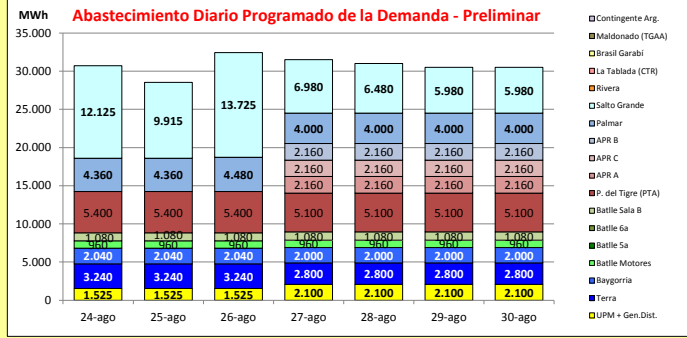 MWh Abastecimiento Diario Programado de la Demanda - Preliminar
35.000
30.000
25.000
20.000
15.000
10.000
5.000
0
12.125 9.915 13.725 6.980 6.480 5.980 5.980
4.000 4.000 4.000 4.000
2.160 2.160 2.160 2.160
4.360 4.360 4.480 2.160 2.160 2.160 2.160
2.160 2.160 2.160 2.160
5.400 5.400 5.400 5.100 5.100 5.100 5.100
1.080 1.080 1.080 1.080 1.080 1.080 1.080
960 960 960 960 960 960 960
2.040 2.040 2.040 2.000 2.000 2.000 2.000
3.240 3.240 3.240 2.800 2.800 2.800 2.800
1.525 1.525 1.525 2.100 2.100 2.100 2.100
24-ago 25-ago 26-ago 27-ago 28-ago 29-ago 30-ago
Contingente Arg.
Maldonado (TGAA)
Brasil Garabí
La Tablada (CTR)
Rivera
Salto Grande
Palmar
APR B
APR C
APR A
P. del Tigre (PTA)
Batlle Sala B
Batlle 6a
Batlle 5a
Batlle Motores
Baygorria
Terra
UPM + Gen.Dist.